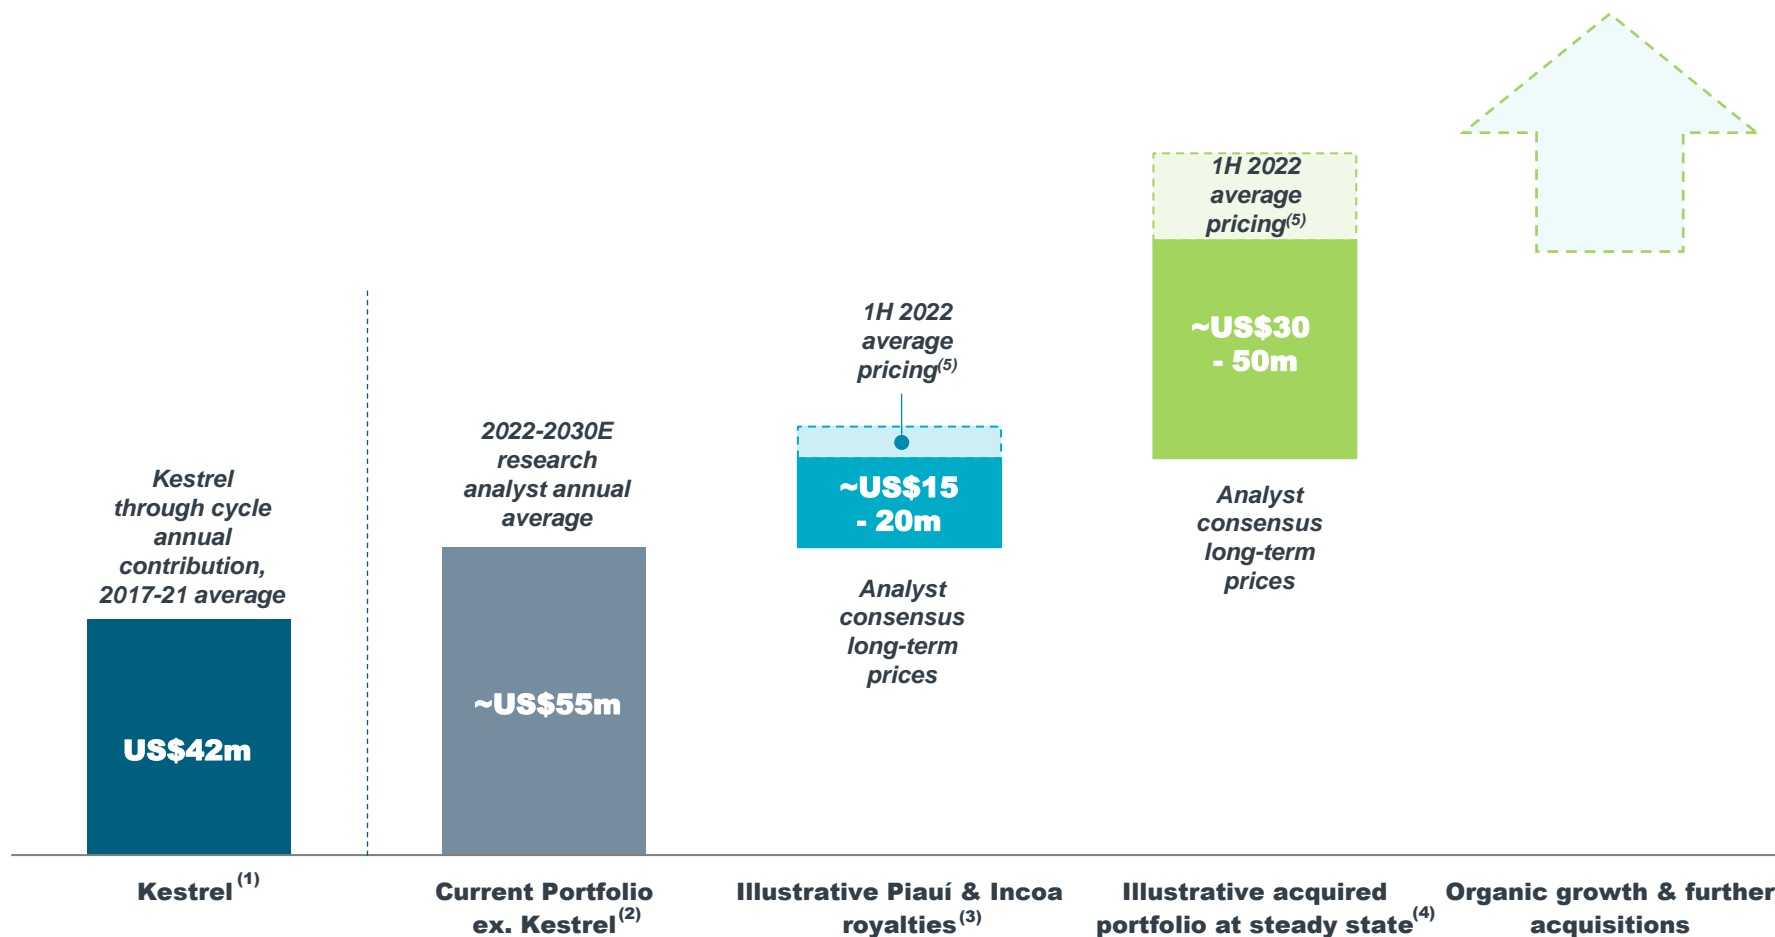 Kestrel
through cycle
annual
contribution,
2017-21 average
US$42m
2022-2030E
research
analyst annual
average
~US$55m
1H 2022
average
pricing(5)
~US$15
- 20m
Analyst
consensus
long-term
prices
1H 2022
average
pricing(5)
~US$30
- 50m
Analyst
consensus
long-term
prices
Kestrel(1)
Current Portfolio
ex. Kestrel(2)
Illustrative Piauí & Incoa
royalties(3)
Illustrative acquired
portfolio at steady state(4)
Organic growth & further
acquisitions